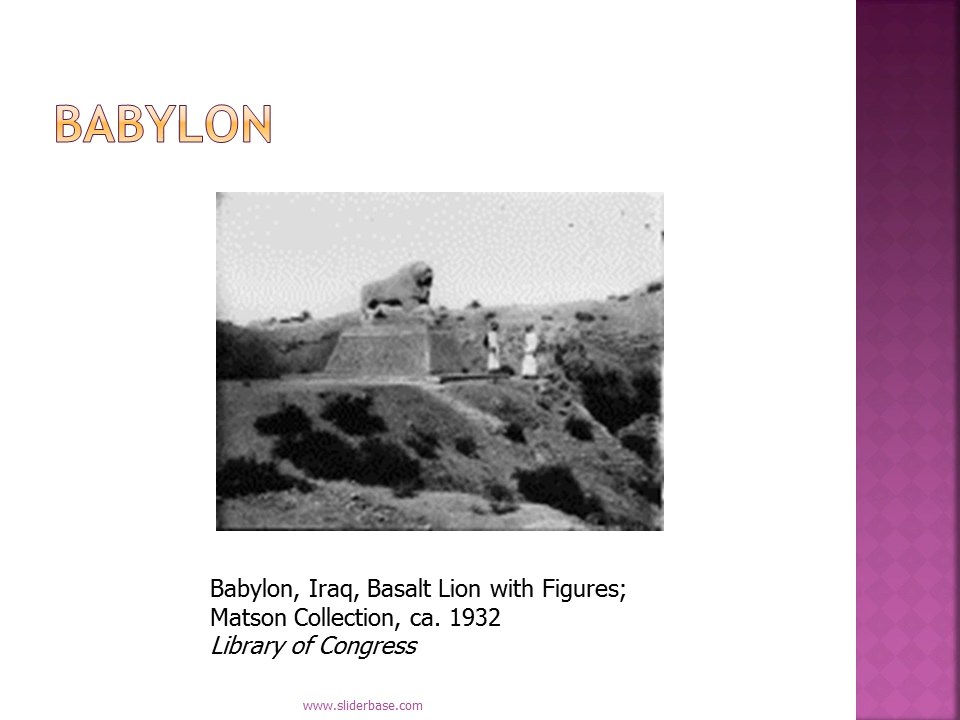 BABYLON
Babylon, Iraq, Basalt Lion with Figures;
Matson Collection, ca. 1932
Library of Congress
www.sliderbase.com